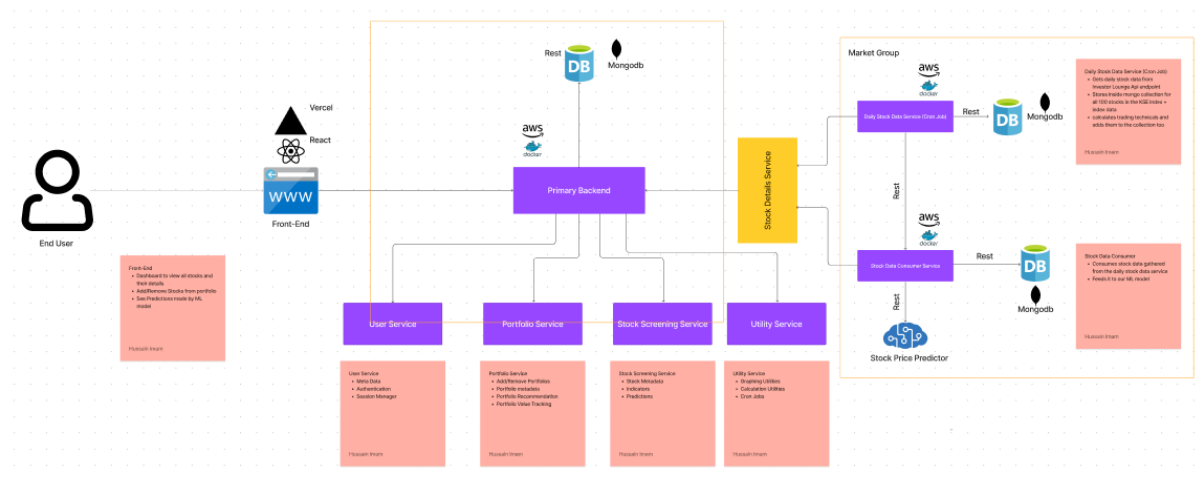 Rest
DB
Mongodb
Vercel
React
www
Front-End
End User
aws
docker
Primary Backend
Stock Details Service
User Service
Portfolio Service
Stock Screening Service
Utility Service
Market Group
aws
docker
Daily Stock Data Service (Cron Job)
Rest
DB
Mongodb
Rest
aws
docker
Stock Data Consumer Service
Rest
DB
Mongodb
Rest
Stock Price Predictor
Daily Stock Data Service (Cron Job)
Gets daily stock data from
Investor Lounge Api endpoint
Stores inside mongo collection for
all 100 stocks in the KSE index +
index data
calculates trading technicals and
adds them to the collection too
Hussain Imam
Stock Data Consumer
Consumes stock data gathered
from the daily stock data service
Feeds it to our ML model
Hussain Imam
Front-End
Dashboard to view all stocks and
their details
Add/Remove Stocks from portfolio
See Predictions made by ML
model
Hussain Imam
User Service
Meta Data
Authentication
Session Manager
Hussain Imam
Portfolio Service
Add/Remove Portfolios
Portfolio metadata
Portfolio Recommendation
Portfolio Value Tracking
Hussain Imam
Stock Screening Service
Stock Metadata
Indicators
Predictions
Hussain Imam
Utility Service
Graphing Utilities
Calculation Utilities
Cron Jobs
Hussain Imam